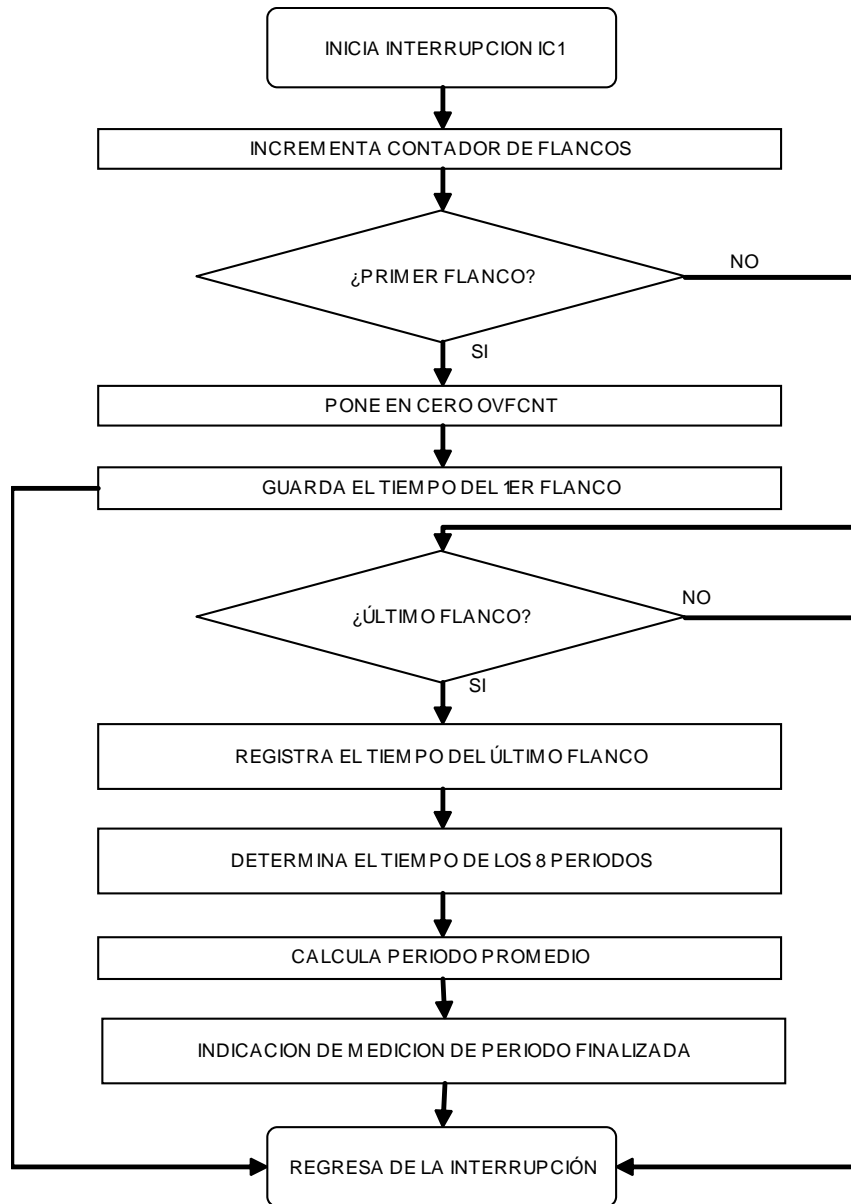 INICIA INTERRUPCION IC1
INCREMENTA CONTADOR DE FLANCOS
¿PRIMER FLANCO?
NO
SI
PONE EN CERO OVFCNT
GUARDA EL TIEMPO DEL 1ER FLANCO
¿ÚLTIMO FLANCO?
NO
SI
REGISTRA EL TIEMPO DEL ÚLTIMO FLANCO
DETERMINA EL TIEMPO DE LOS 8 PERIODOS
CALCULA PERIODO PROMEDIO
INDICACION DE MEDICION DE PERIODO FINALIZADA
REGRESA DE LA INTERRUPCIÓN